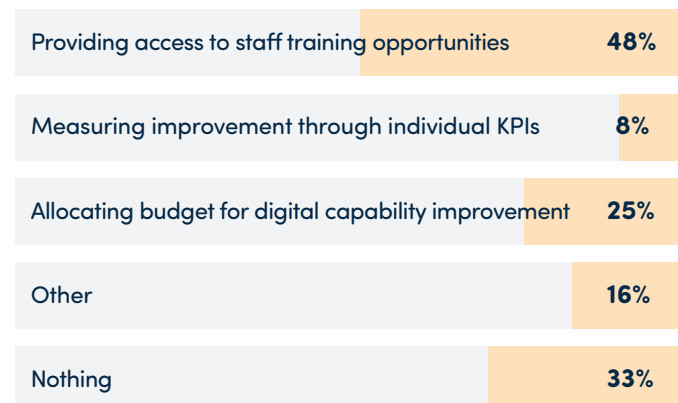 Providing access to staff training opportunities 48%
Measuring improvement through individual KPIs 8%
Allocating budget for digital capability improvement 25%
Other 16%
Nothing 33%